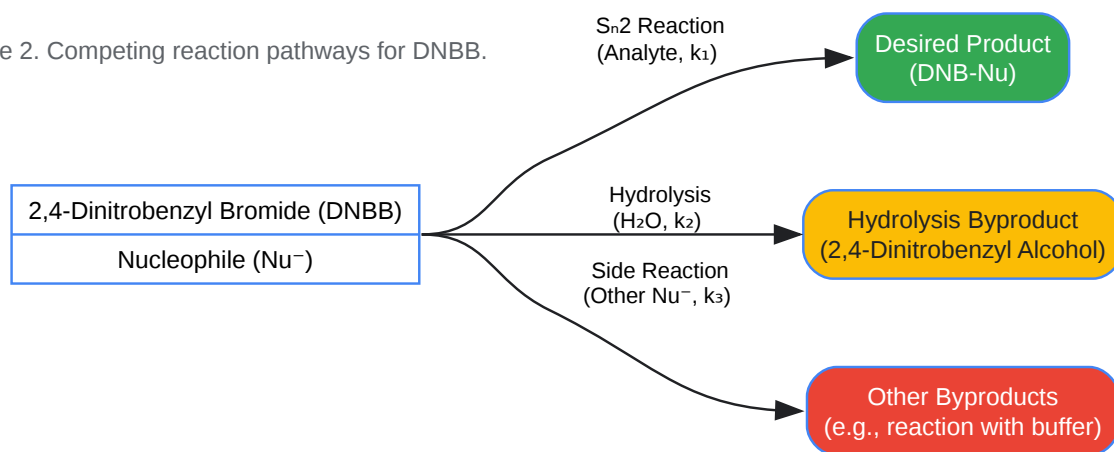 e 2. Competing reaction pathways for DNBB.
Sₙ2 Reaction
(Analyte, k₁)
Desired Product
(DNB-Nu)
2,4-Dinitrobenzyl Bromide (DNBB)
Nucleophile (Nu⁻)
Hydrolysis
(H₂O, k₂)
Hydrolysis Byproduct
(2,4-Dinitrobenzyl Alcohol)
Side Reaction
(Other Nu⁻, k₃)
Other Byproducts
(e.g., reaction with buffer)